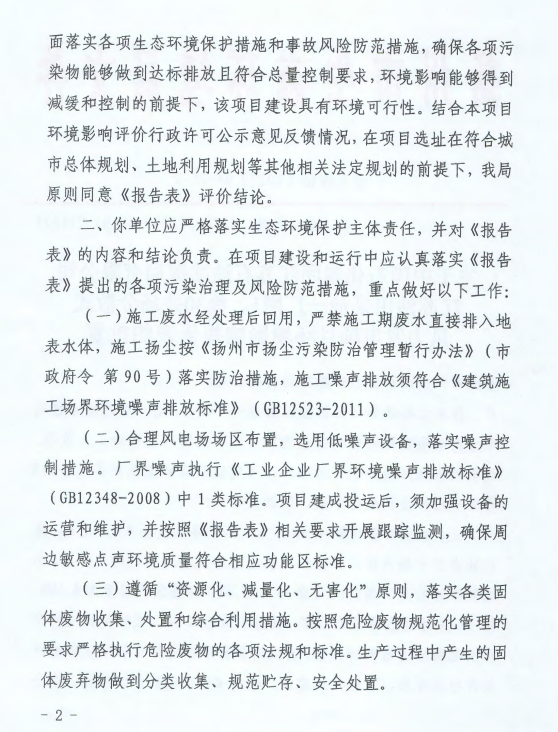 面落实各项生态环境保护措施和事故风险防范措施，确保各项污
染物能够做到达标排放且符合总量控制要求，环境影响能够得到
减缓和控制的前提下，该项目建设具有环境可行性。结合本项目
环境影响评价行政许可公示意见反馈情况，在项目选址在符合城
市总体规划、土地利用规划等其他相关法定规划的前提下，我局
原则同意《报告表》评价结论。
二、你单位应严格落实生态环境保护主体责任，并对《报告
表》的内容和结论负责。在项目建设和运行中应认真落实《报告
表》提出的各项污染治理及风险防范措施，重点做好以下工作：
（一）施工废水经处理后回用，严禁施工期废水直接排入地
表水体，施工扬尘按《扬州市扬尘污染防治管理暂行办法》（市
政府令 第 90 号）落实防治措施，施工噪声排放须符合《建筑施
工场界环境噪声排放标准》（GB12523-2011）。
（二）合理风电场场区布置，选用低噪声设备，落实噪声控
制措施。厂界噪声执行《工业企业厂界环境噪声排放标准》
（GB12348-2008）中 1 类标准。项目建成投运后，须加强设备的
运营和维护，并按照《报告表》相关要求开展跟踪监测，确保周
边敏感点声环境质量符合相应功能区标准。
（三）遵循“资源化、减量化、无害化”原则，落实各类固
体废物收集、处置和综合利用措施。按照危险废物规范化管理的
要求严格执行危险废物的各项法规和标准。生产过程中产生的固
体废弃物做到分类收集、规范贮存、安全处置。
- 2 -